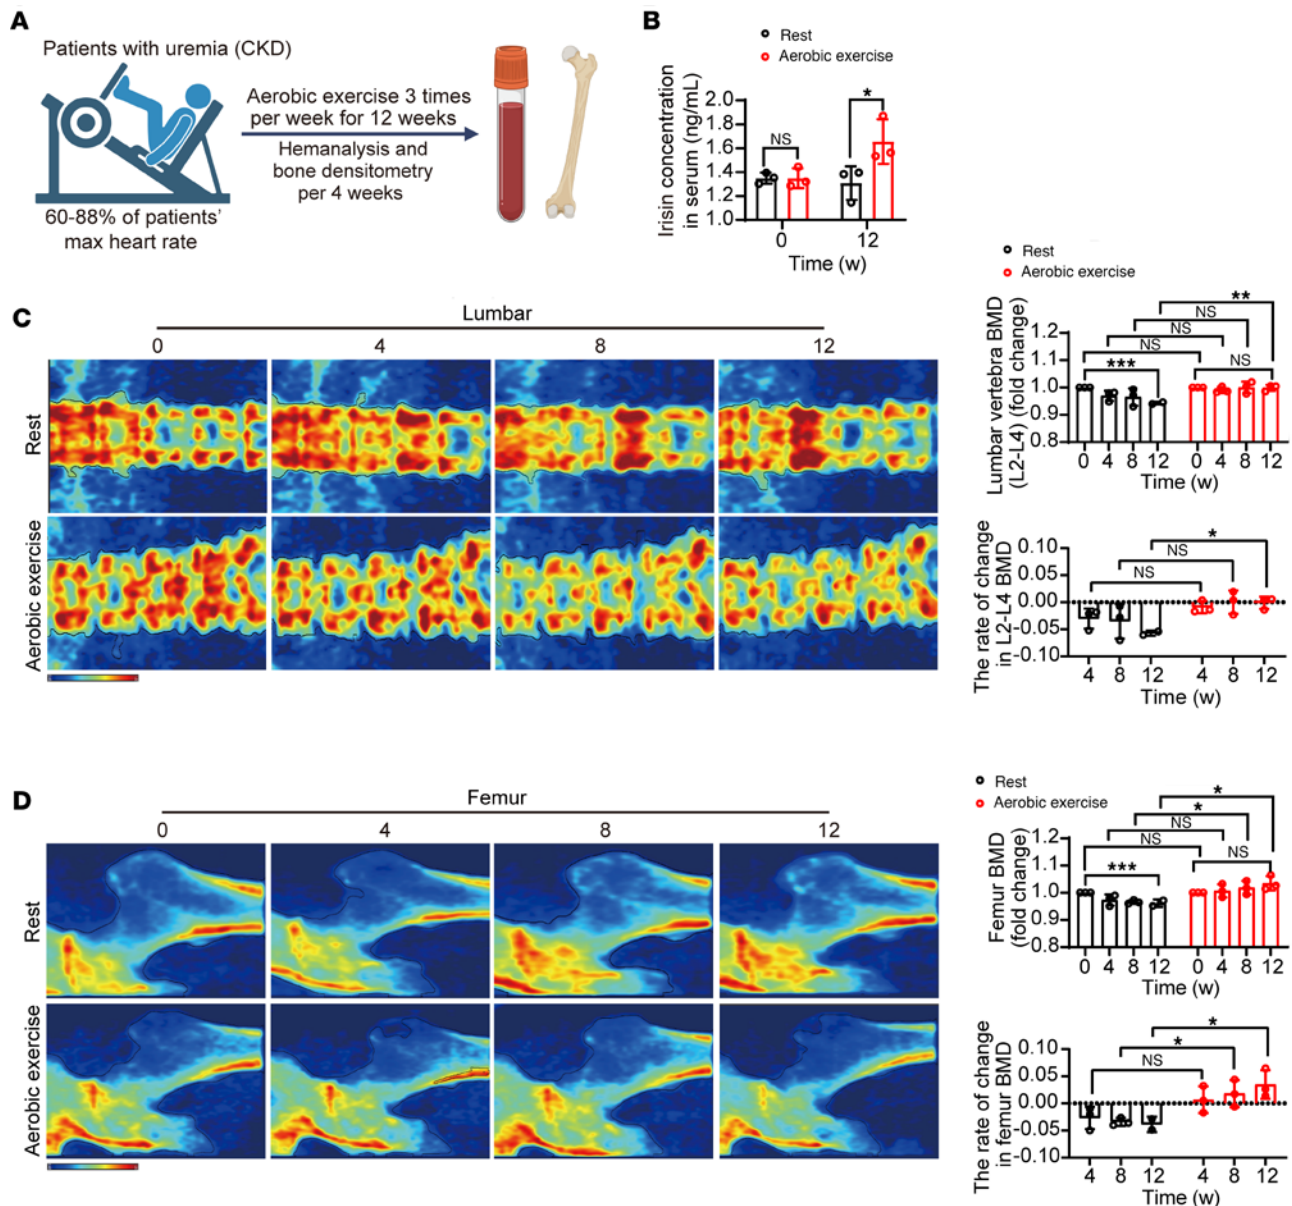 A
Patients with uremia (CKD)
Aerobic exercise 3 times
per week for 12 weeks
Hemanalysis and
bone densitometry
per 4 weeks
60-88% of patients'
max heart rate
B
Rest
Aerobic exercise
Irisin concentration
in serum (ng/mL)
2.0
1.8
1.6
1.4
1.2
1.0
NS
*
0
12
Time (w)
C
Lumbar
0
4
8
12
Rest
Aerobic exercise
Rest
Aerobic exercise
Lumbar vertebra BMD
(L2-L4) (fold change)
1.2
1.1
1.0
0.9
0.8
**
NS
NS
NS
***
NS
0 4 8 12 0 4 8 12
Time (w)
The rate of change
in L2-L4 BMD
0.10
0.05
0.00
-0.05
-0.10
*
NS
NS
4 8 12 4 8 12
Time (w)
D
Femur
0
4
8
12
Rest
Aerobic exercise
Rest
Aerobic exercise
Femur BMD
(fold change)
1.2
1.1
1.0
0.9
0.8
*
*
NS
NS
***
NS
0 4 8 12 0 4 8 12
Time (w)
The rate of change
in femur BMD
0.10
0.05
0.00
-0.05
-0.10
*
*
NS
4 8 12 4 8 12
Time (w)